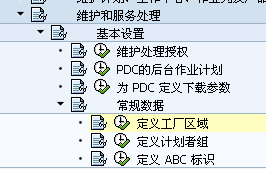 维护和服务处理
基本设置
维护处理授权
PDC的后台作业计划
为 PDC 定义下载参数
常规数据
定义工厂区域
定义计划者组
定义 ABC 标识